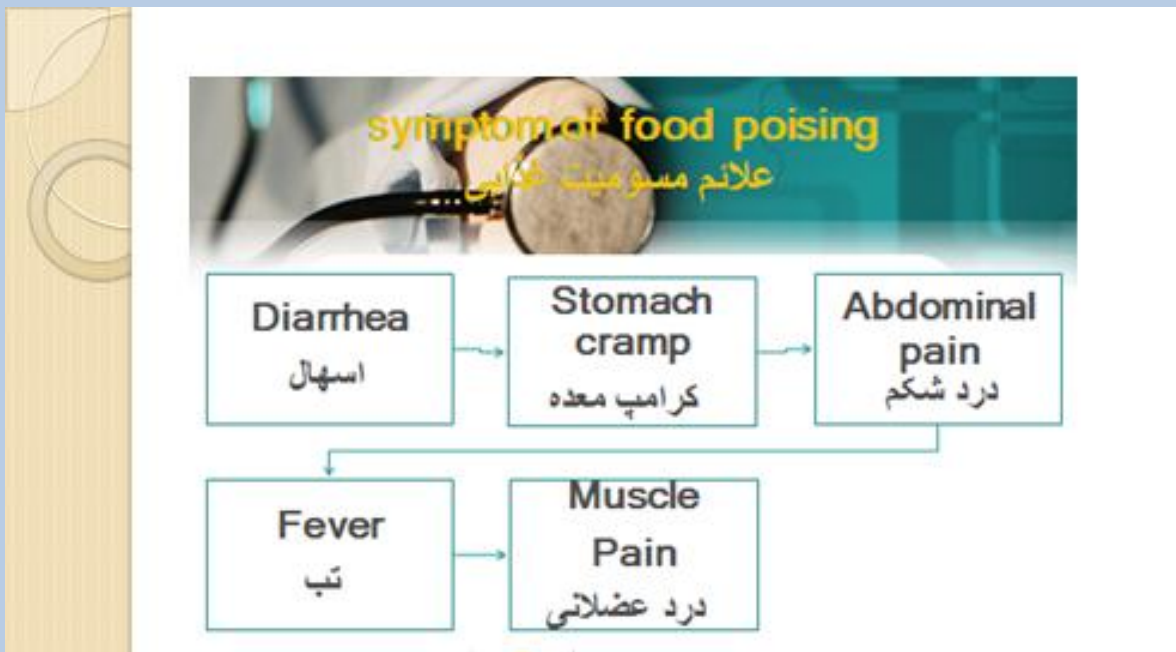 symptom of food poising
علائم مسومیت غذایی
Diarrhea
اسهال
Stomach
cramp
کرامپ معده
Abdominal
pain
درد شکم
Fever
تب
Muscle
Pain
درد عضلانی